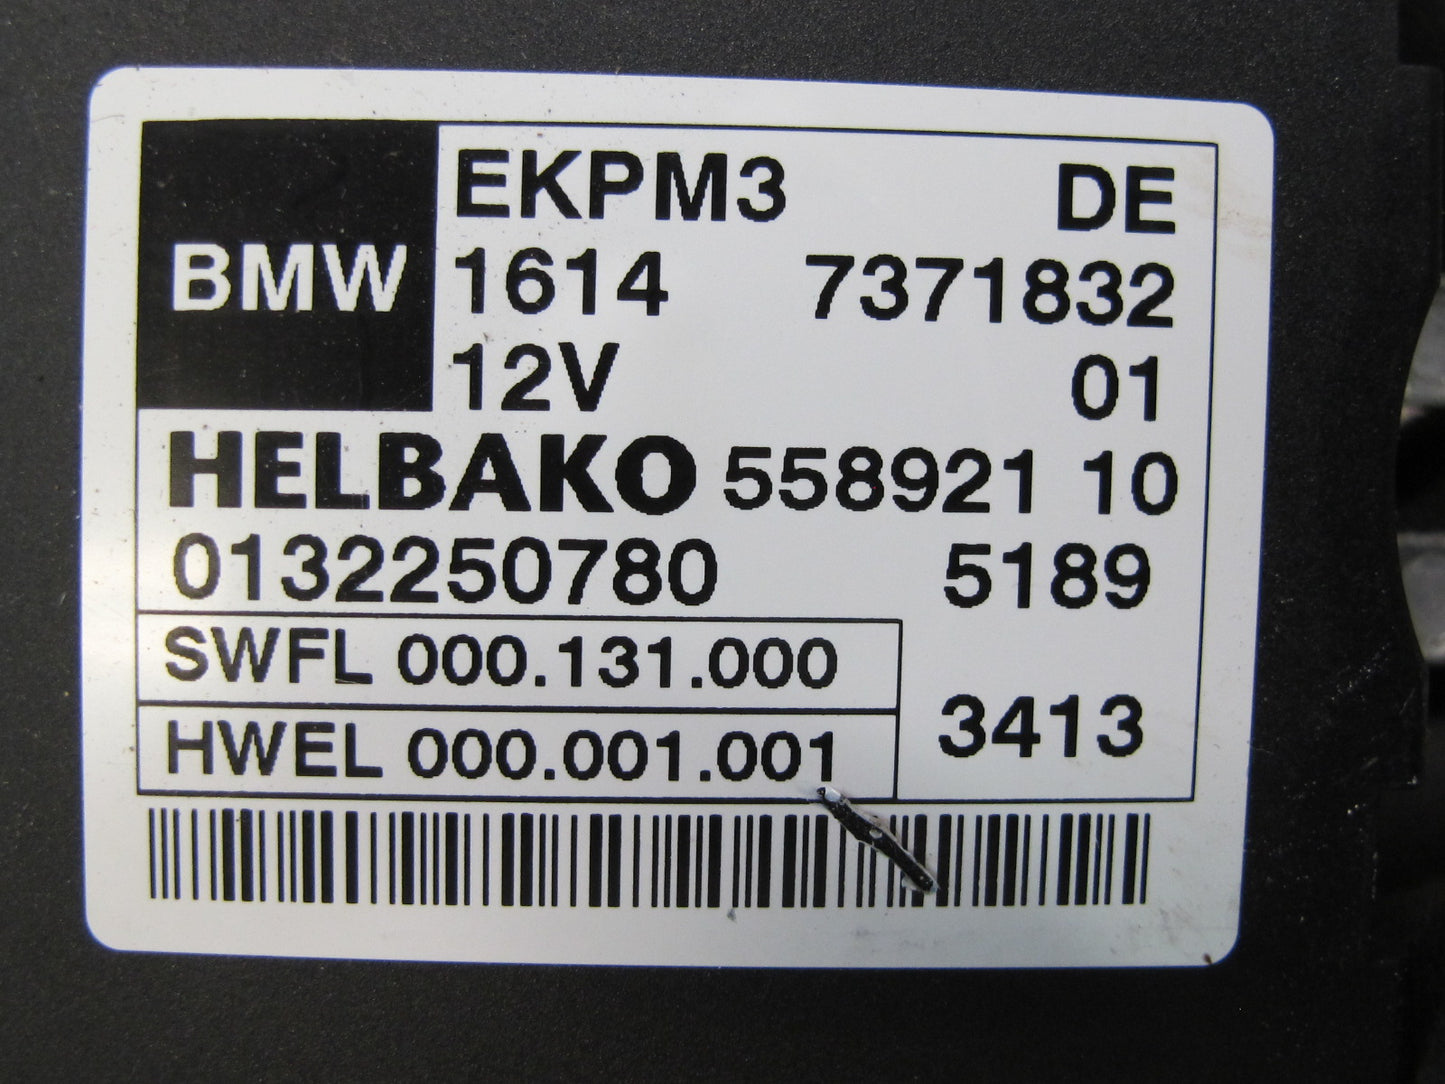 EKPM3 DE
BMW 1614 7371832
12V 01
HELBAKO 558921 10
0132250780 5189
SWFL 000.131.000
HWEL 000.001.001 3413